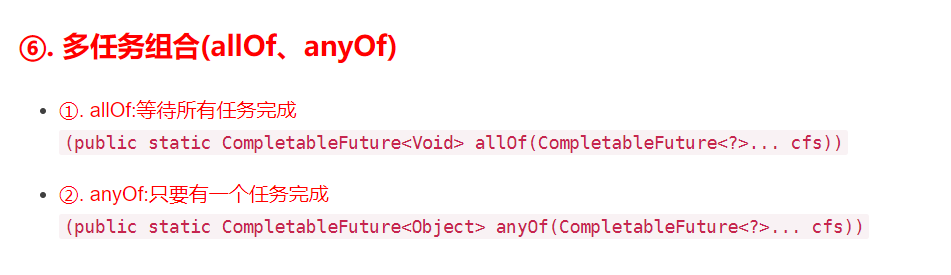 ⑥. 多任务组合(allOf、anyOf)
①. allOf:等待所有任务完成
(public static CompletableFuture<Void> allOf(CompletableFuture<?>... cfs))
②. anyOf:只要有一个任务完成
(public static CompletableFuture<Object> anyOf(CompletableFuture<?>... cfs))